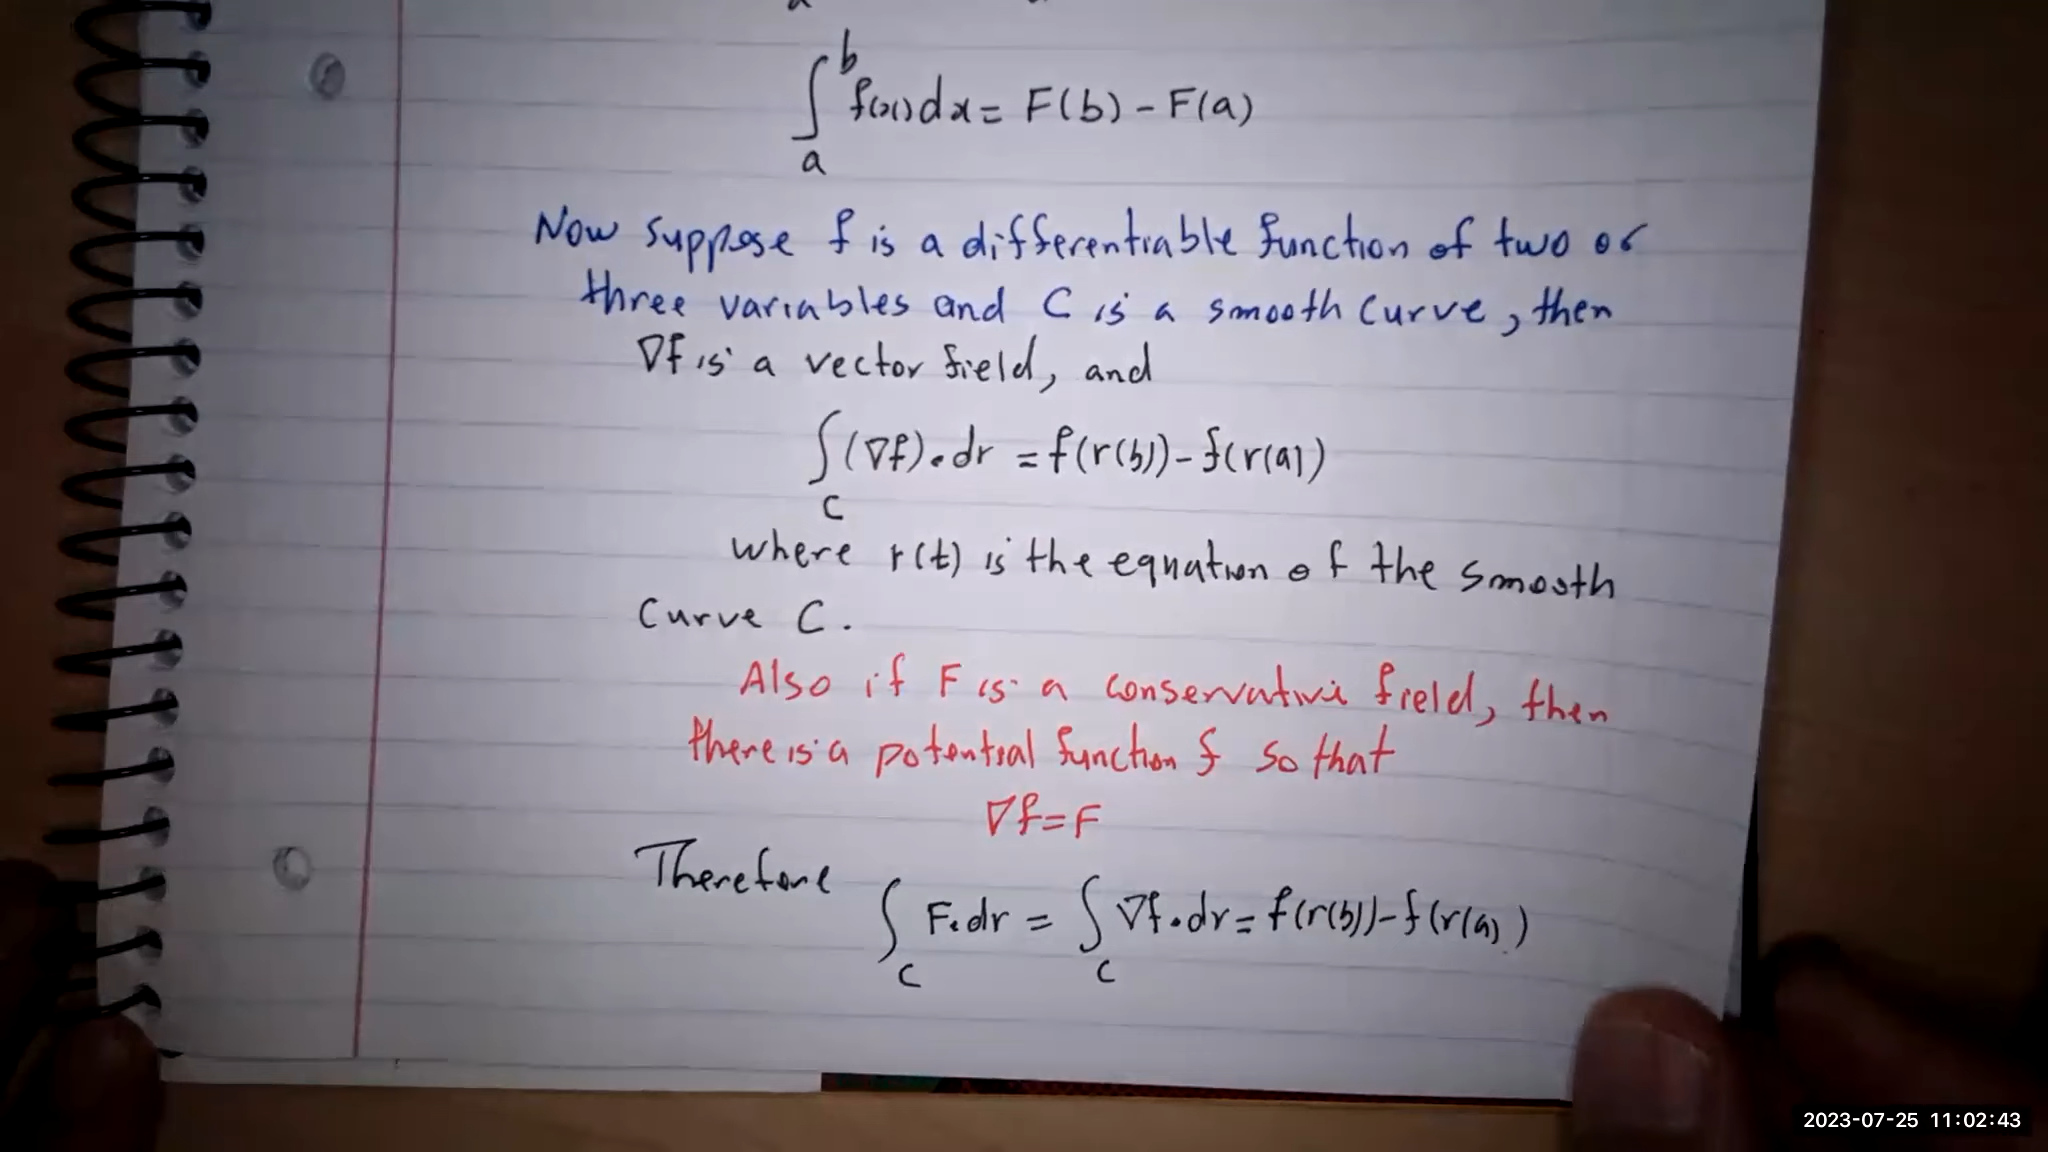 ∫_a^b f(x)dx = F(b) - F(a)
Now suppose f is a differentiable function of two or
three variables and C is a smooth curve, then
∇f is a vector field, and
∫_C (∇f)·dr = f(r(b)) - f(r(a))
where r(t) is the equation of the smooth
curve C.
Also if F is a conservative field, then
there is a potential function f so that
∇f = F
Therefore ∫_C F·dr = ∫_C ∇f·dr = f(r(b)) - f(r(a))
2023-07-25 11:02:43